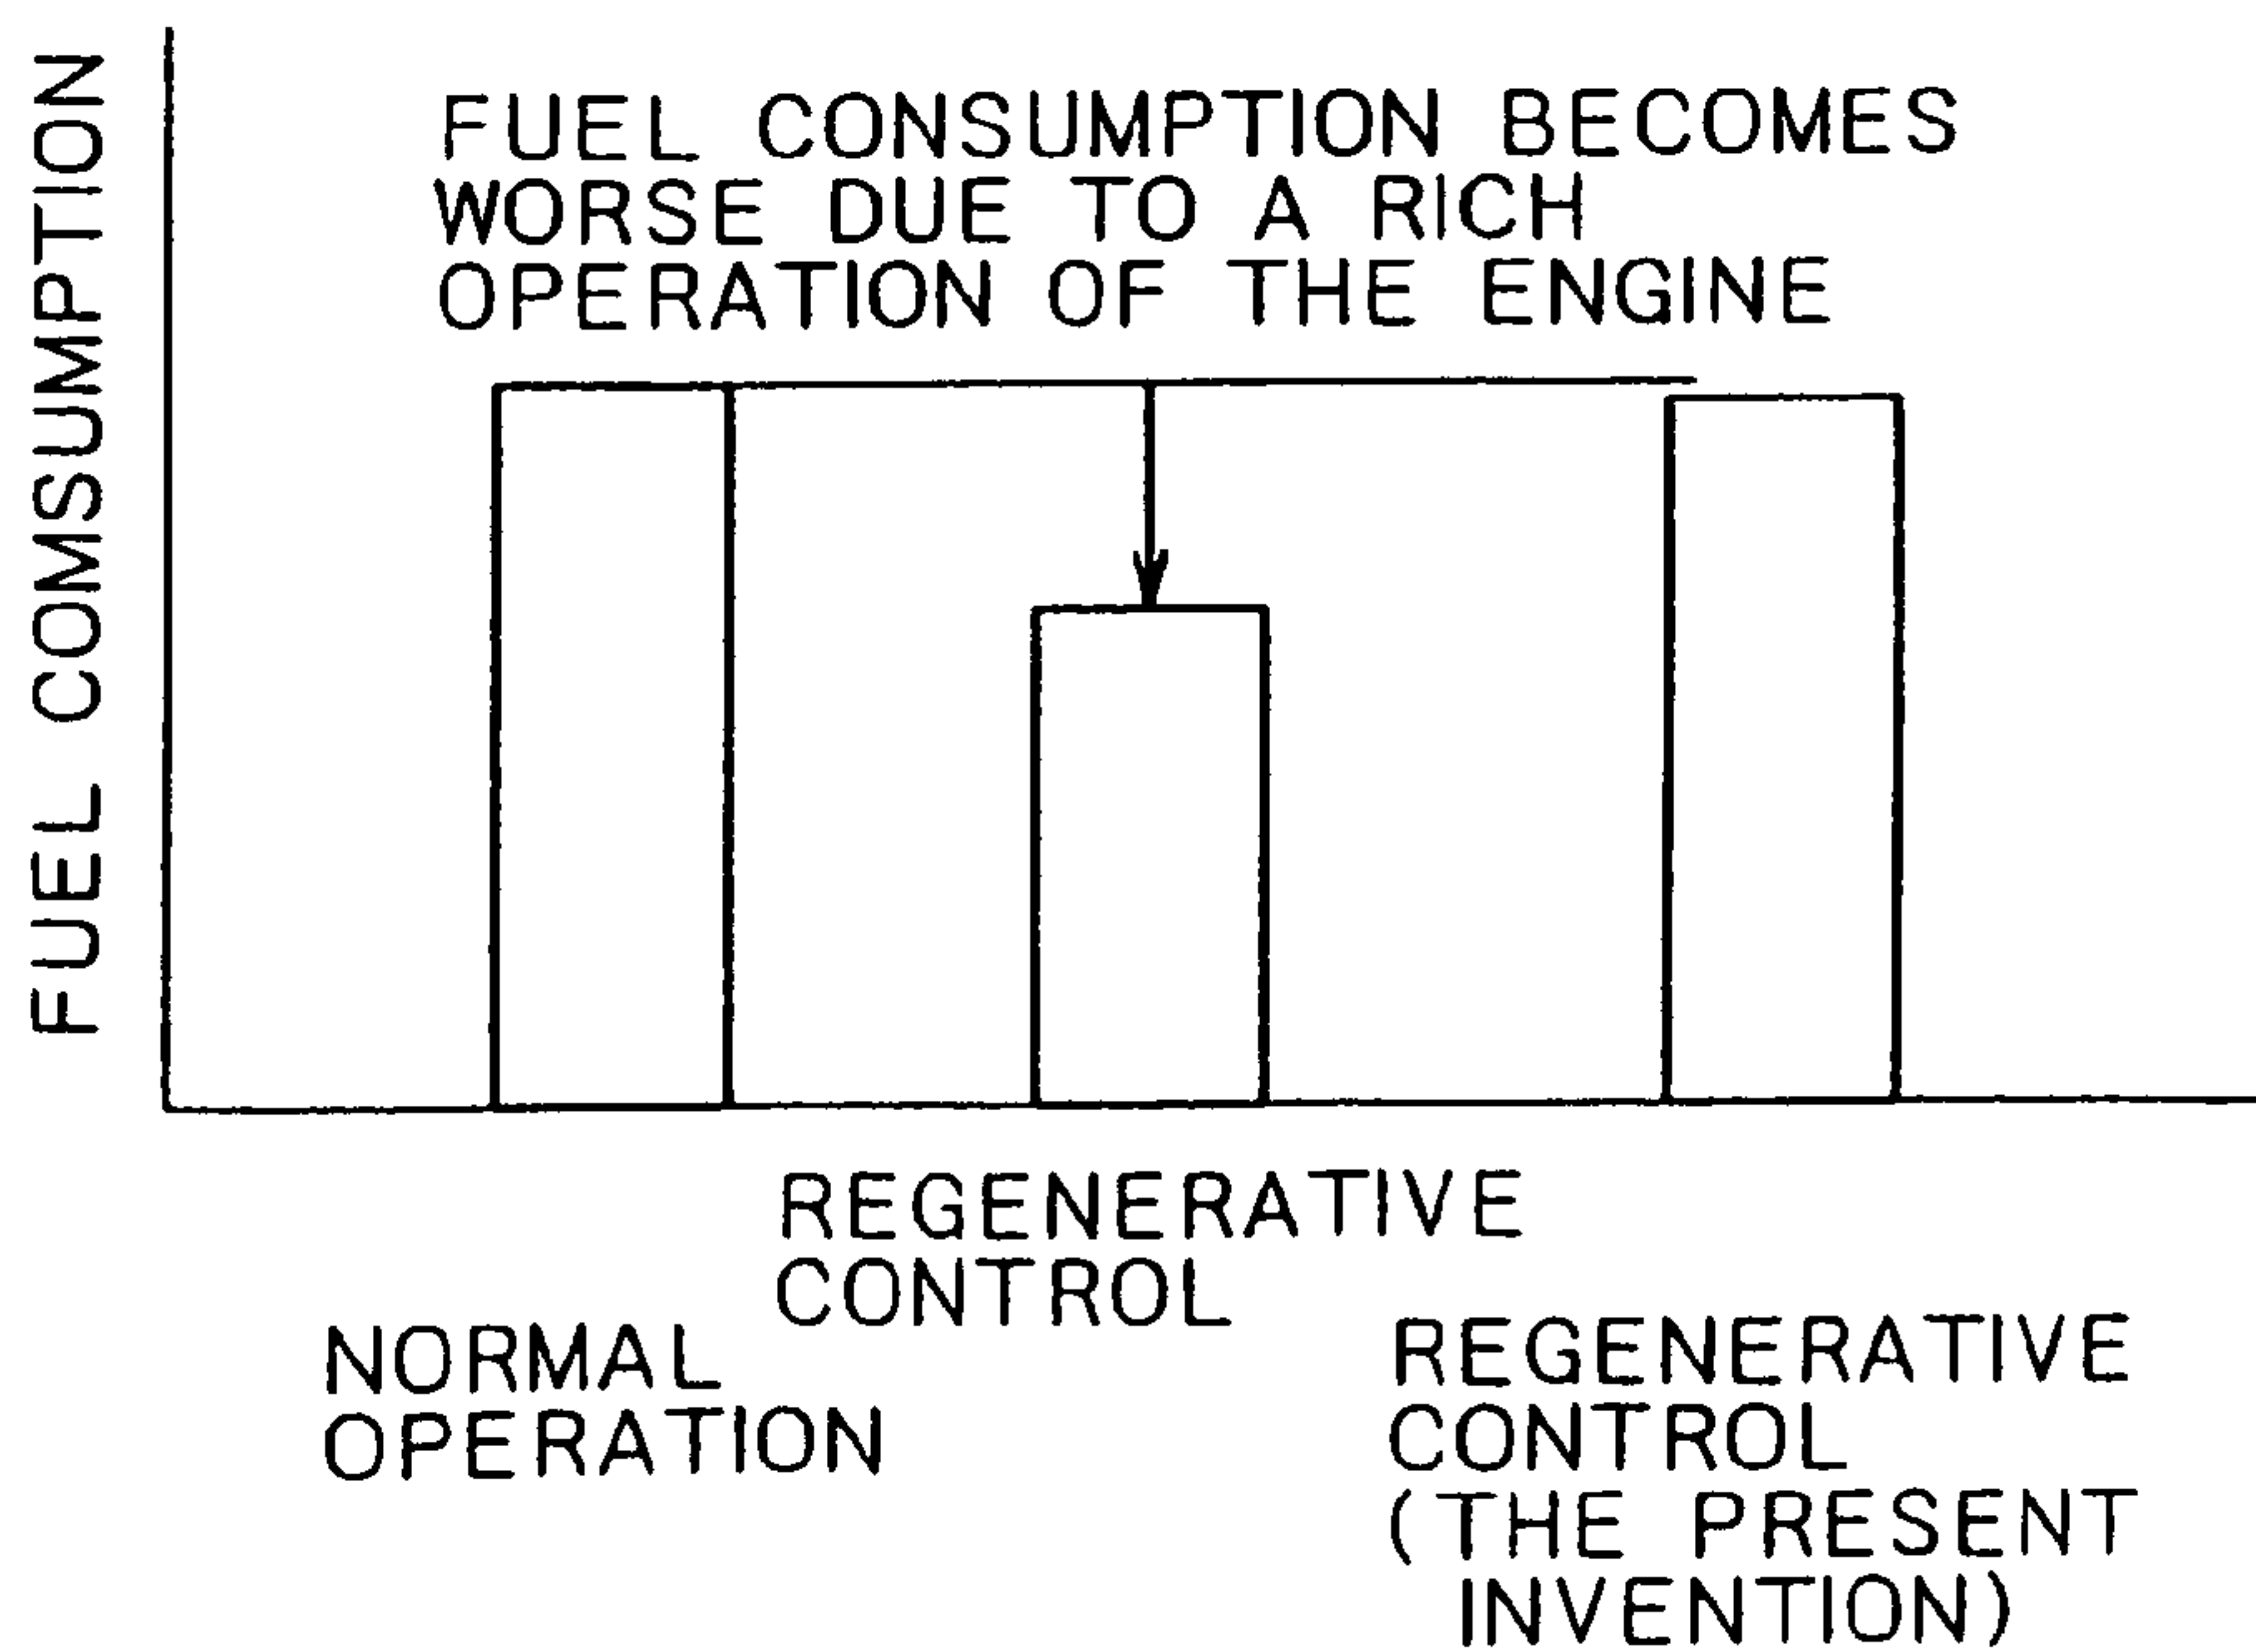 FUEL COMSUMPTION
FUEL CONSUMPTION BECOMES
WORSE DUE TO A RICH
OPERATION OF THE ENGINE
NORMAL
OPERATION
REGENERATIVE
CONTROL
REGENERATIVE
CONTROL
(THE PRESENT
INVENTION)